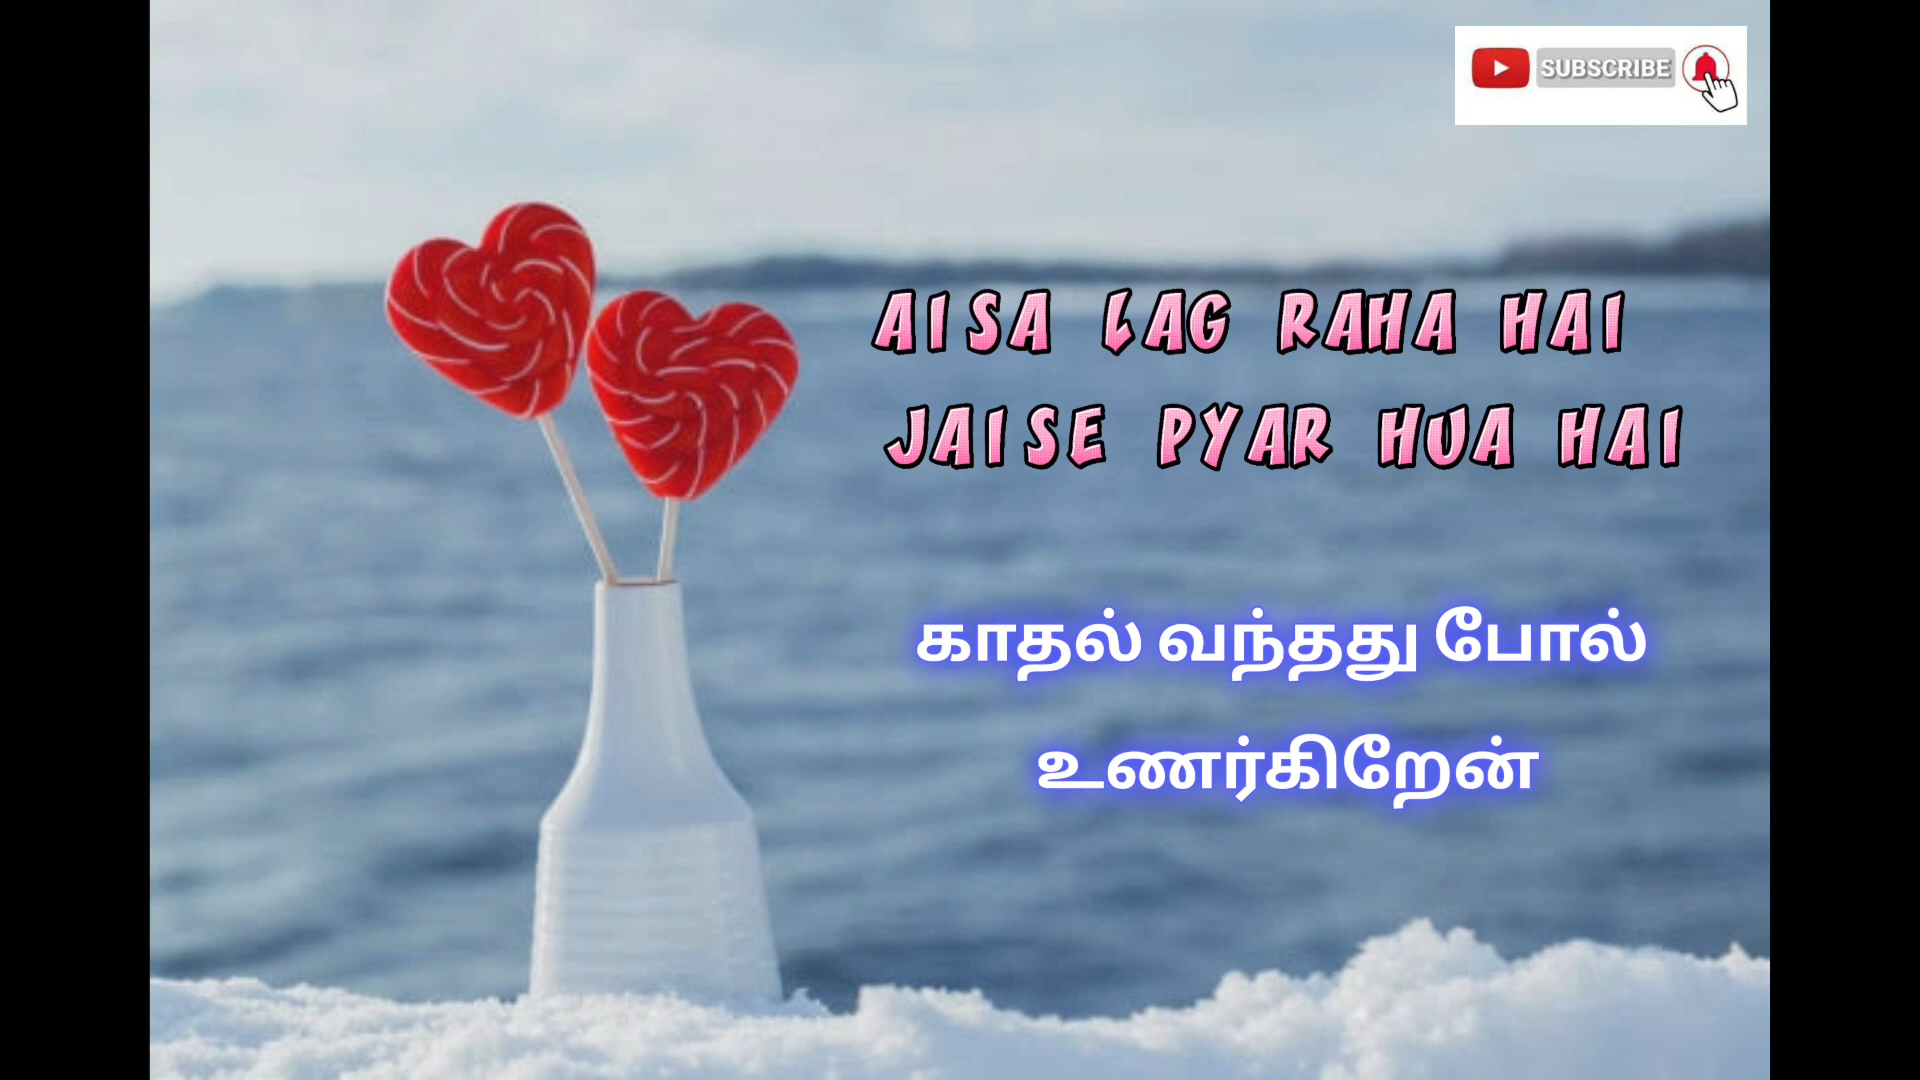 SUBSCRIBE
AISA LAG RAHA HAI
JAISE PYAR HUA HAI
காதல் வந்தது போல்
உணர்கிறேன்